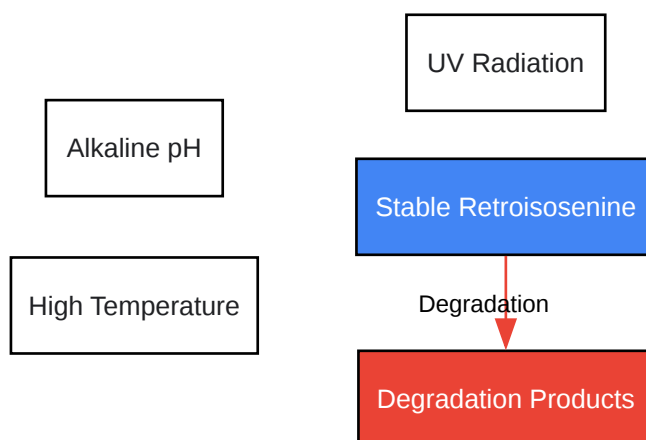 UV Radiation
Alkaline pH
Stable Retroisosenine
High Temperature
Degradation
Degradation Products